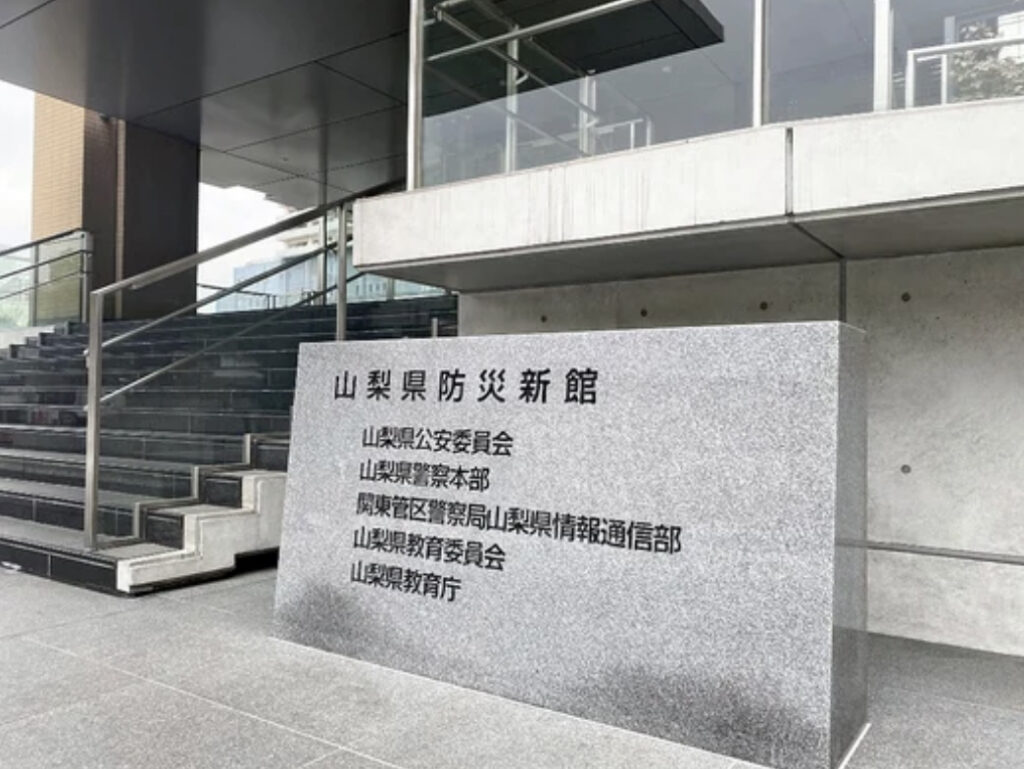 山梨県防災新館
山梨県公安委員会
山梨県警察本部
関東管区警察局山梨県情報通信部
山梨県教育委員会
山梨県教育庁